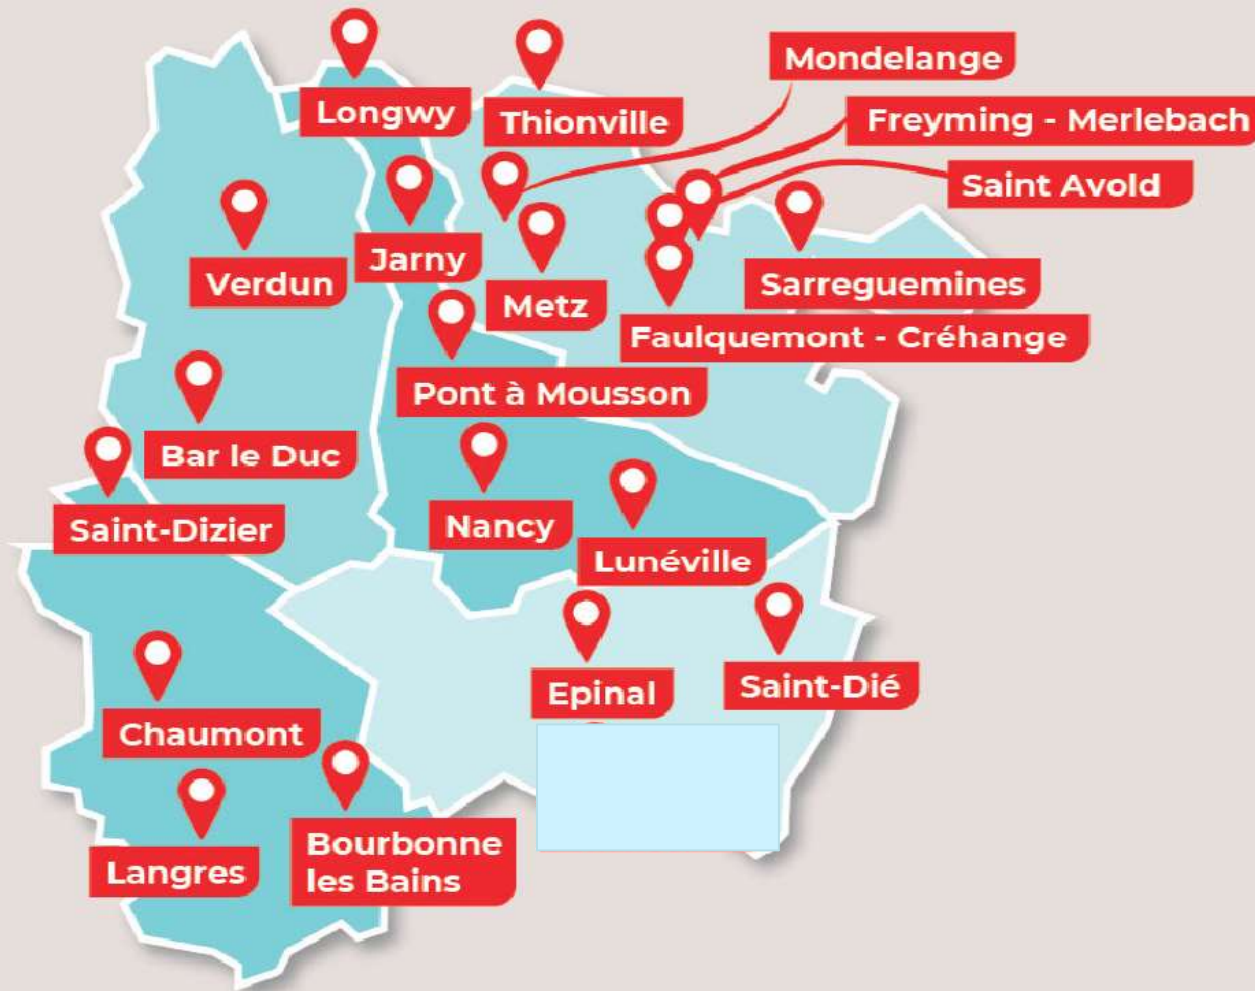 Mondelange
Longwy
Thionville
Freyming - Merlebach
Saint Avold
Jarny
Verdun
Metz
Sarreguemines
Faulquemont - Créhange
Pont à Mousson
Bar le Duc
Saint-Dizier
Nancy
Lunéville
Epinal
Saint-Dié
Chaumont
Langres
Bourbonne
les Bains